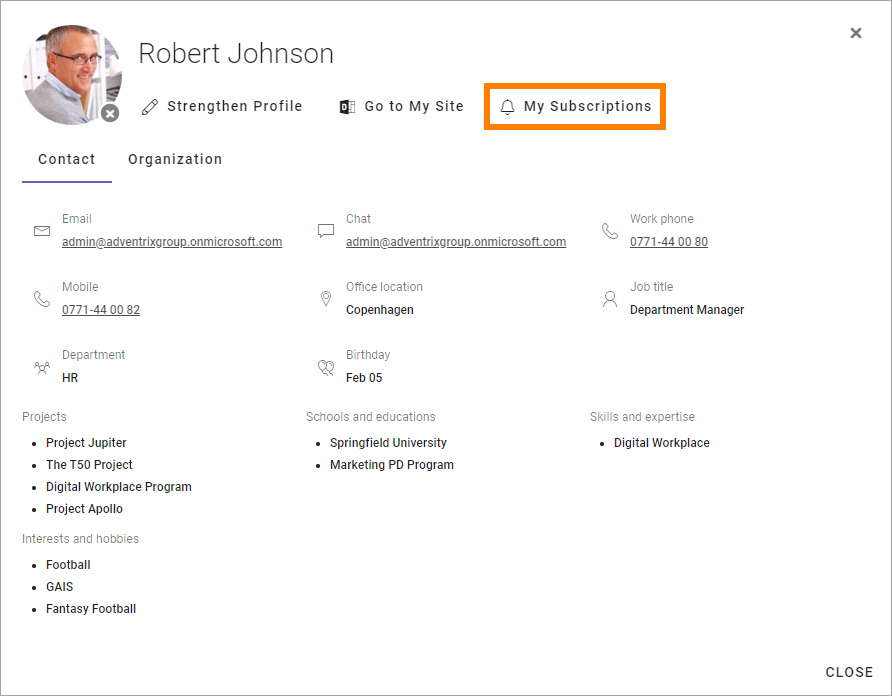 Robert Johnson
Strengthen Profile
Go to My Site
My Subscriptions
Contact
Organization
Email
admin@adventrixgroup.onmicrosoft.com
Chat
admin@adventrixgroup.onmicrosoft.com
Work phone
0771-44 00 80
Mobile
0771-44 00 82
Office location
Copenhagen
Job title
Department Manager
Department
HR
Birthday
Feb 05
Projects
Project Jupiter
The T50 Project
Digital Workplace Program
Project Apollo
Schools and educations
Springfield University
Marketing PD Program
Skills and expertise
Digital Workplace
Interests and hobbies
Football
GAIS
Fantasy Football
CLOSE